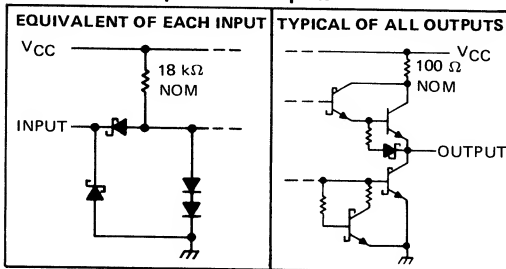 EQUIVALENT OF EACH INPUT
VCC
18 kΩ
NOM
INPUT
TYPICAL OF ALL OUTPUTS
VCC
100 Ω
NOM
OUTPUT